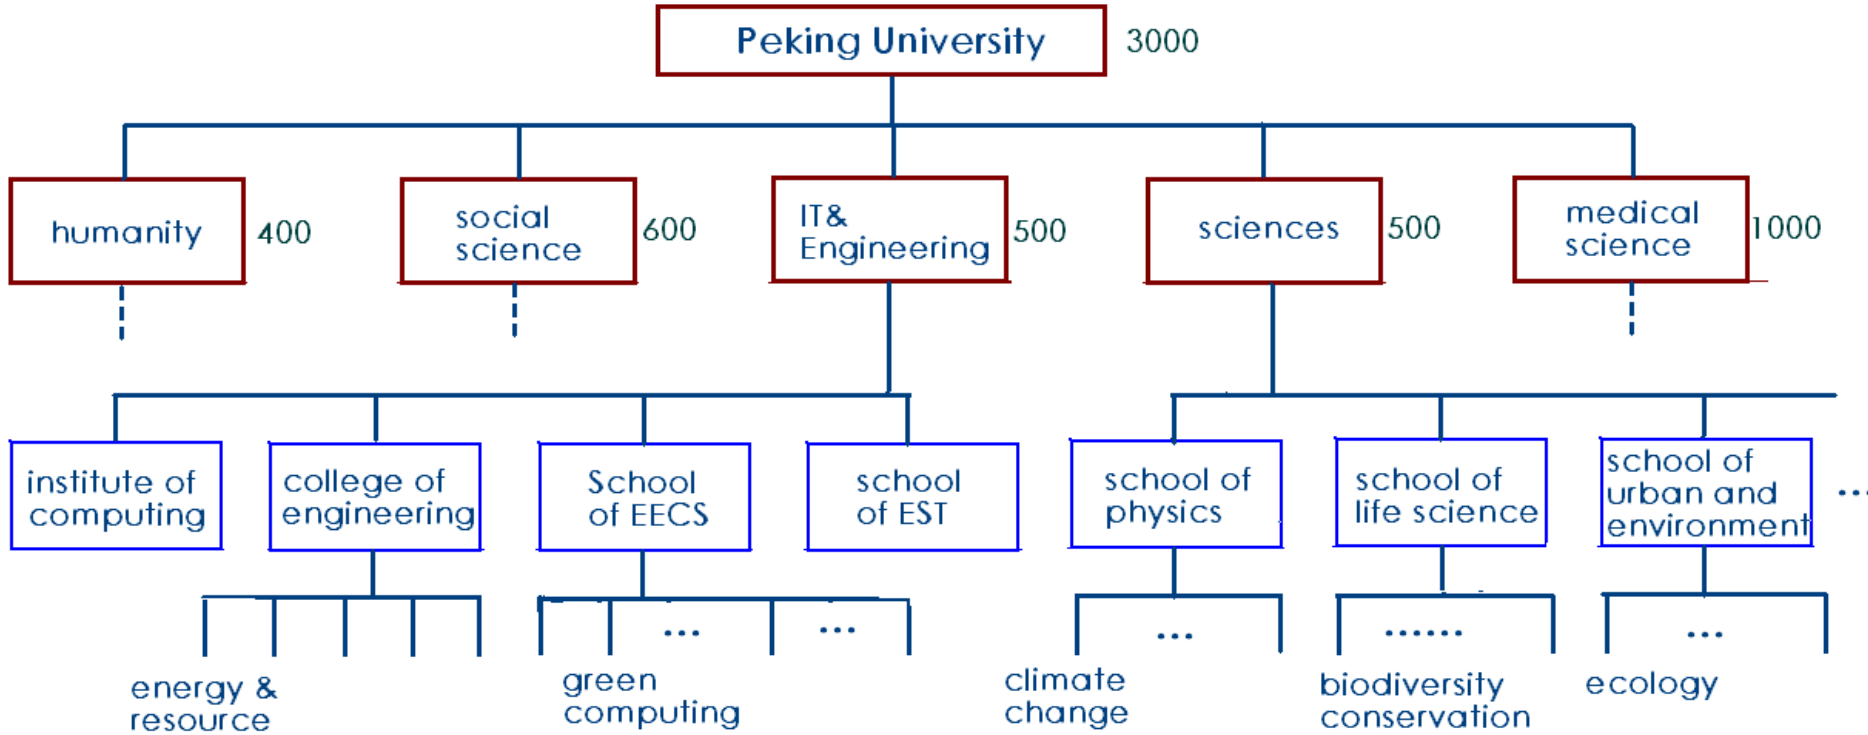 Peking University 3000
humanity 400
social
science 600
IT&
Engineering 500
sciences 500
medical
science 1000
institute of
computing
college of
engineering
School
of EECS
school
of EST
school of
physics
school of
life science
school of
urban and
environment
...
... ... ... ...... ...
energy &
resource
green
computing
climate
change
biodiversity
conservation
ecology